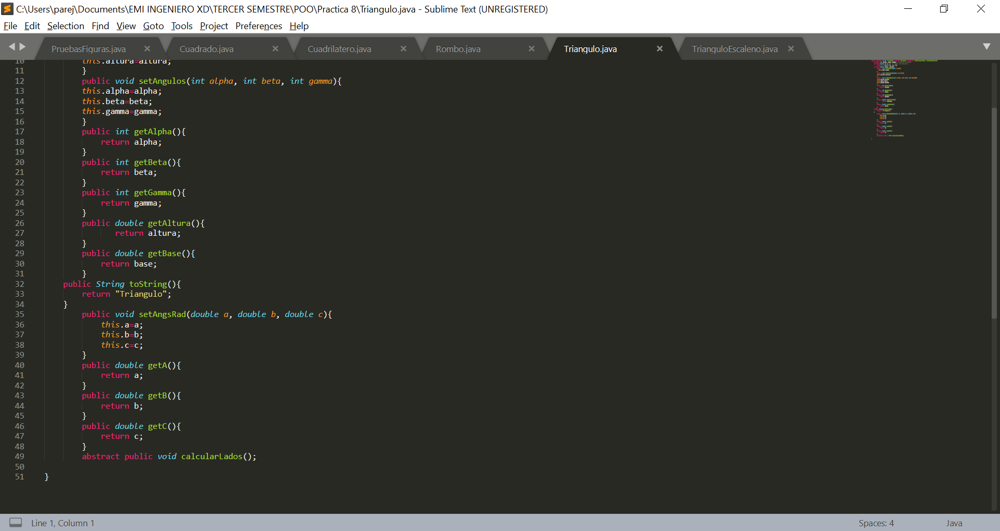 C:\Users\parej\Documents\EMI INGENIERO XD\TERCER SEMESTRE\POO\Practica 8\Triangulo.java - Sublime Text (UNREGISTERED)
File Edit Selection Find View Goto Tools Project Preferences Help
PruebasFiguras.java Cuadrado.java Cuadrilatero.java Rombo.java Triangulo.java TrianguloEscaleno.java
10 this.altura=altura;
11 }
12 public void setAngulos(int alpha, int beta, int gamma){
13 this.alpha=alpha;
14 this.beta=beta;
15 this.gamma=gamma;
16 }
17 public int getAlpha(){
18 return alpha;
19 }
20 public int getBeta(){
21 return beta;
22 }
23 public int getGamma(){
24 return gamma;
25 }
26 public double getAltura(){
27 return altura;
28 }
29 public double getBase(){
30 return base;
31 }
32 public String toString(){
33 return "Triangulo";
34 }
35 public void setAngsRad(double a, double b, double c){
36 this.a=a;
37 this.b=b;
38 this.c=c;
39 }
40 public double getA(){
41 return a;
42 }
43 public double getB(){
44 return b;
45 }
46 public double getC(){
47 return c;
48 }
49 abstract public void calcularLados();
50
51 }
Line 1, Column 1 Spaces: 4 Java